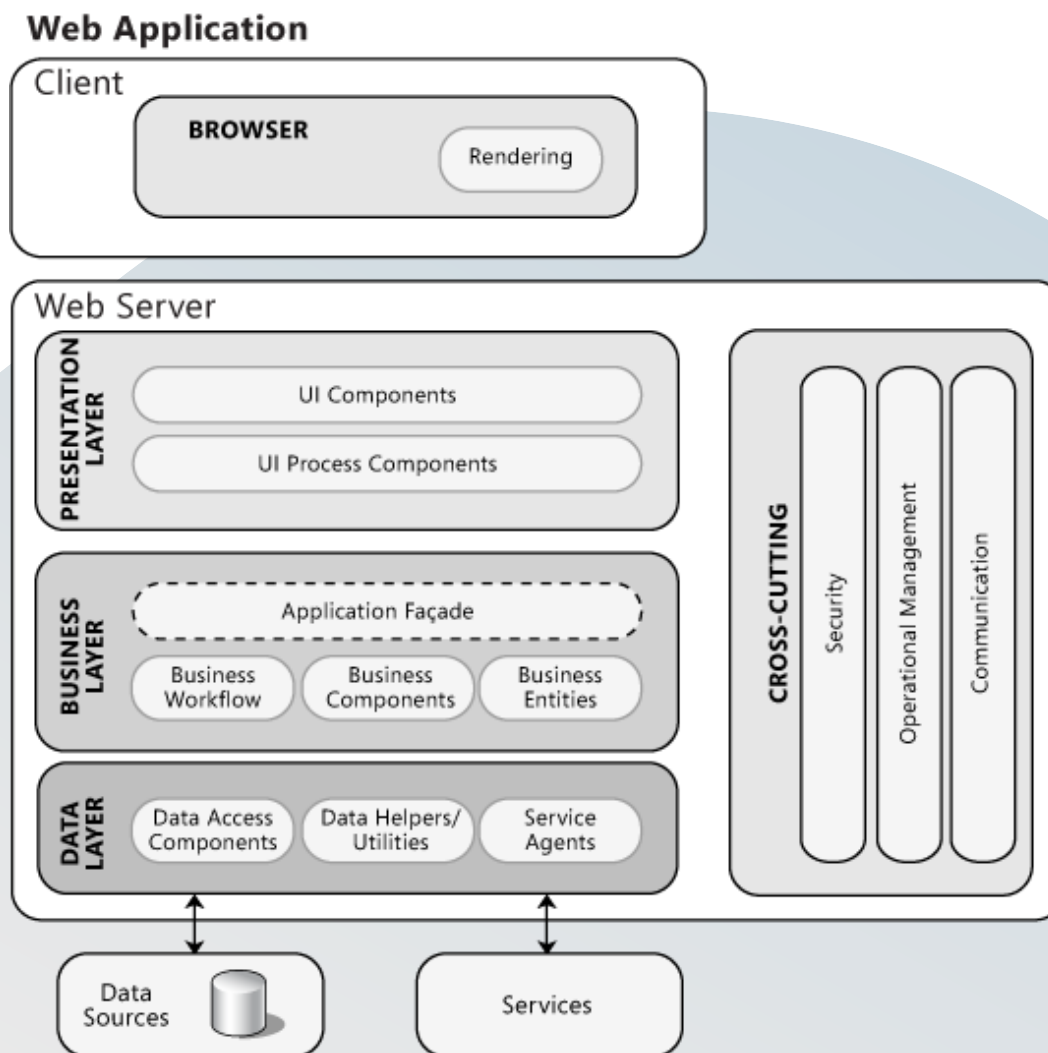 Web Application
Client
BROWSER
Rendering
Web Server
PRESENTATION
LAYER
UI Components
UI Process Components
BUSINESS
LAYER
Application Façade
Business
Workflow
Business
Components
Business
Entities
DATA
LAYER
Data Access
Components
Data Helpers/
Utilities
Service
Agents
CROSS-CUTTING
Security
Operational Management
Communication
Data
Sources
Services